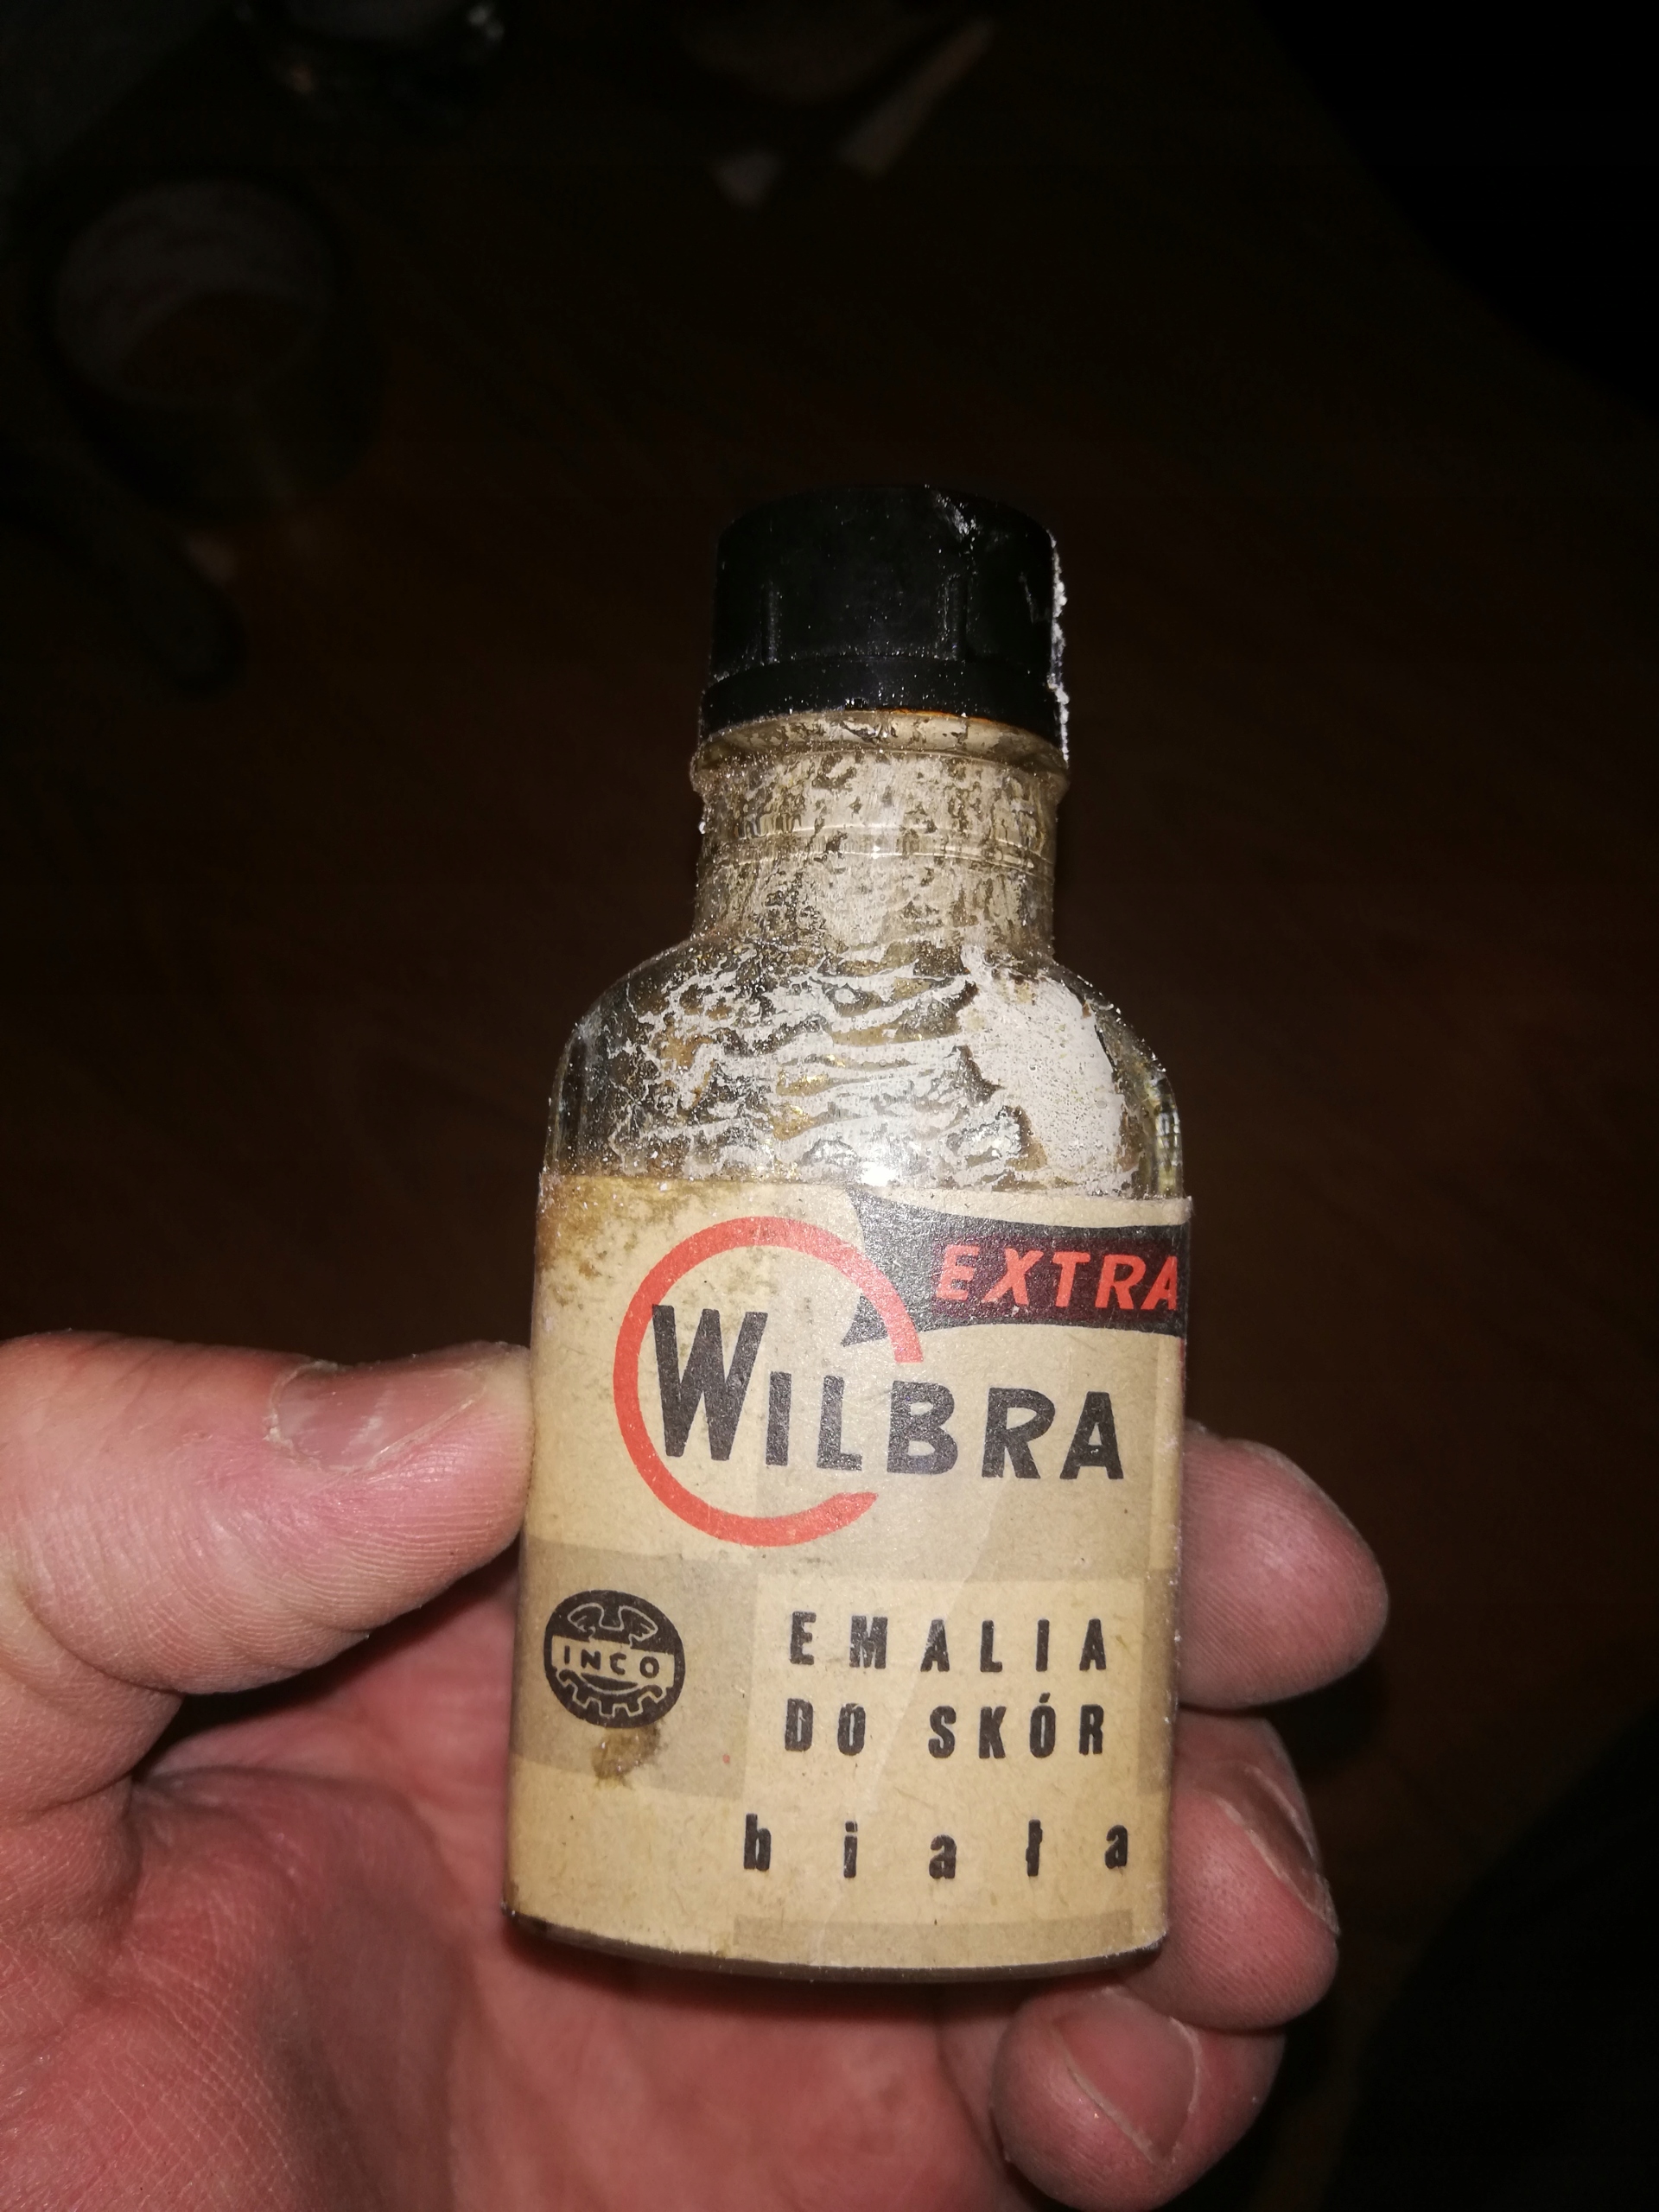 EXTRA
WILBRA
INCO
EMALIA
DO SKÓR
biała